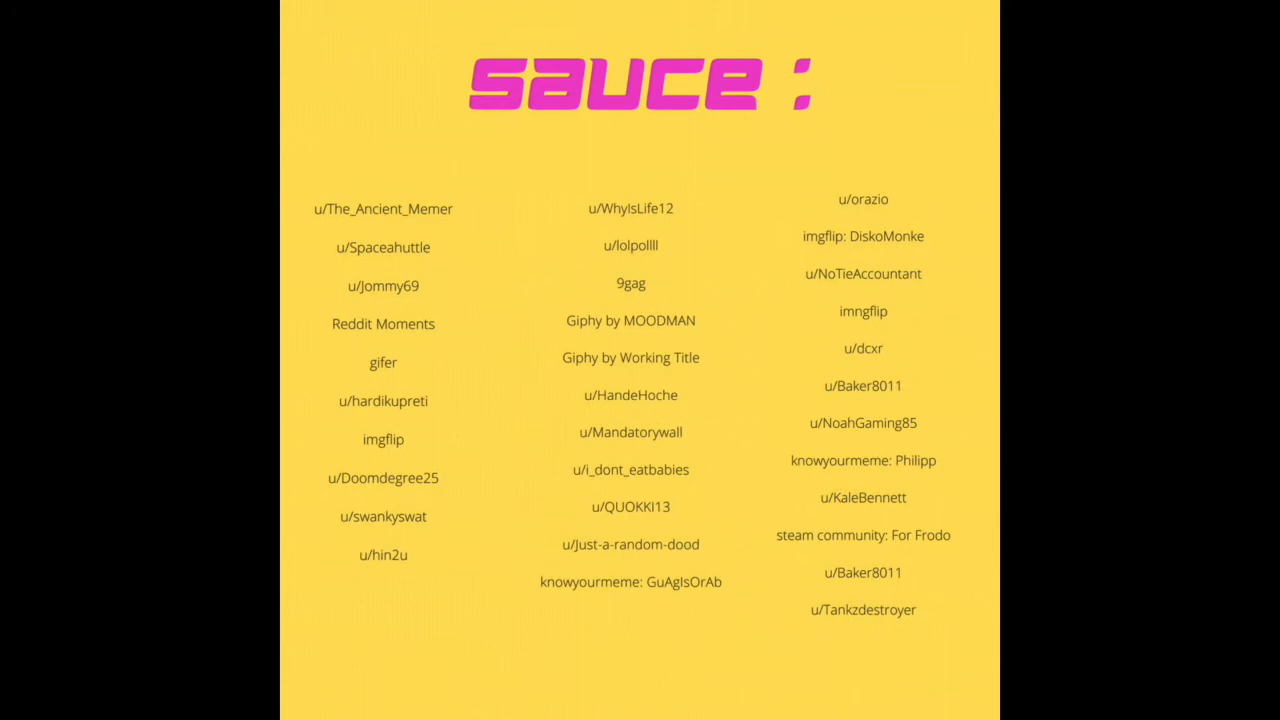 sauce :
u/The_Ancient_Memer
u/Spaceahuttle
u/Jommy69
Reddit Moments
gifer
u/hardikupreti
imgflip
u/Doomdegree25
u/swankyswat
u/hin2u
u/WhyIsLife12
u/lolpollll
9gag
Giphy by MOODMAN
Giphy by Working Title
u/HandeHoche
u/Mandatorywall
u/i_dont_eatbabies
u/QUOKKI13
u/Just-a-random-dood
knowyourmeme: GuAgIsOrAb
u/orazio
imgflip: DiskoMonke
u/NoTieAccountant
imngflip
u/dcxr
u/Baker8011
u/NoahGaming85
knowyourmeme: Philipp
u/KaleBennett
steam community: For Frodo
u/Baker8011
u/Tankzdestroyer